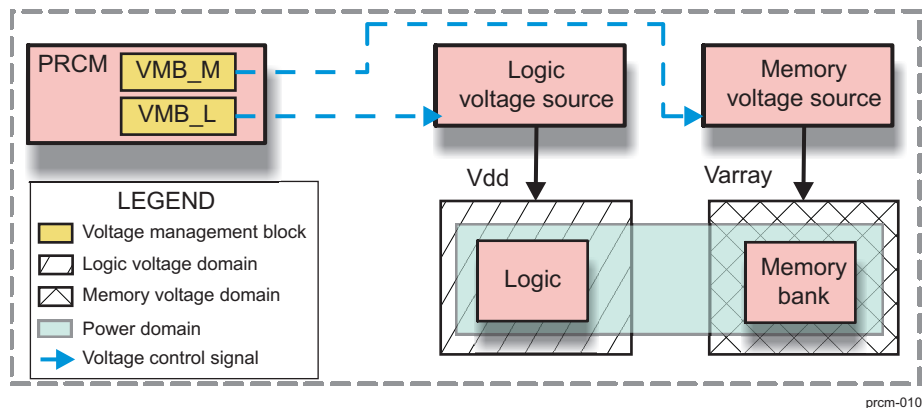 PRCM
VMB_M
VMB_L
Logic
voltage source
Memory
voltage source
Vdd
Varray
LEGEND
Voltage management block
Logic voltage domain
Memory voltage domain
Power domain
Voltage control signal
Logic
Memory
bank
prcm-010